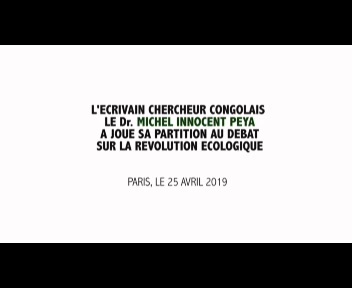 L'ECRIVAIN CHERCHEUR CONGOLAIS
LE Dr. MICHEL INNOCENT PEYA
A JOUE SA PARTITION AU DEBAT
SUR LA REVOLUTION ECOLOGIQUE
PARIS, LE 25 AVRIL 2019